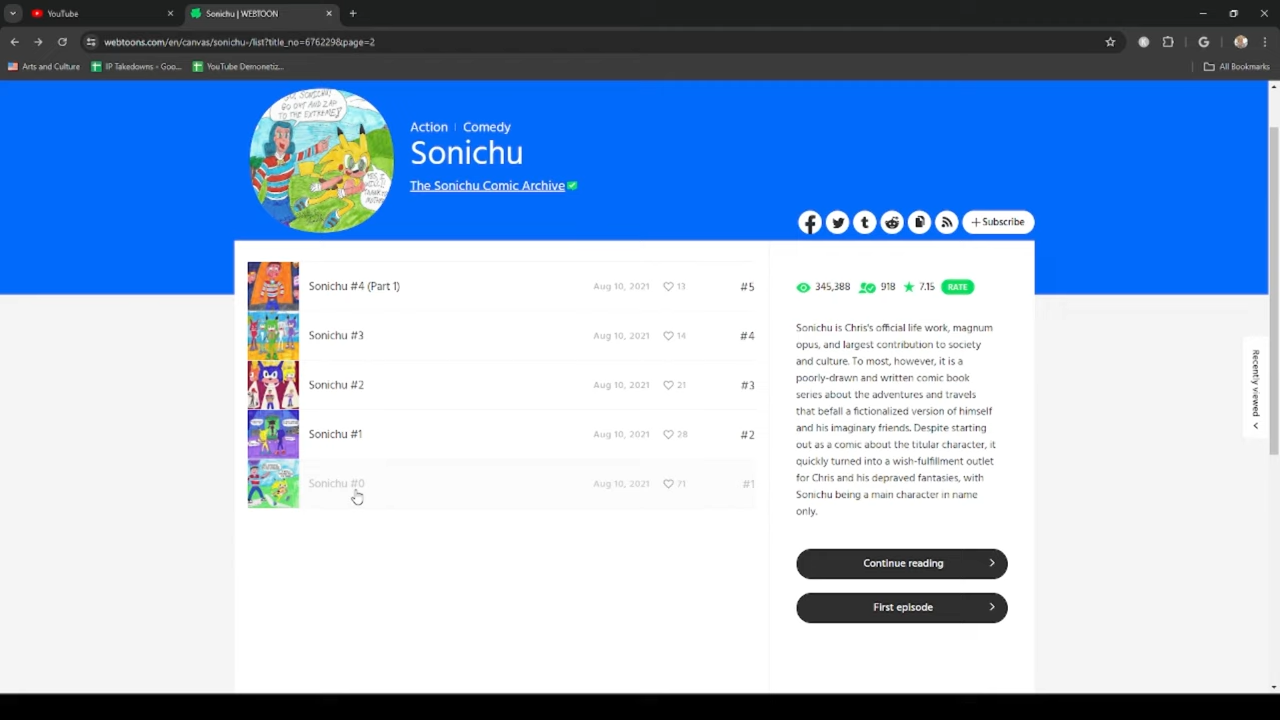 YouTube
Sonichu | WEBTOON
webtoons.com/en/canvas/sonichu-/list?title_no=676229&page=2
Arts and Culture
IP Takedowns - Goo...
YouTube Demonetiz...
All Bookmarks
GO OUT AND ZAP
TO THE EXTREME!
YES, I
Action
Comedy
Sonichu
The Sonichu Comic Archive
+ Subscribe
Sonichu #4 (Part 1) Aug 10, 2021 13 #5
Sonichu #3 Aug 10, 2021 14 #4
Sonichu #2 Aug 10, 2021 21 #3
Sonichu #1 Aug 10, 2021 28 #2
Sonichu #0 Aug 10, 2021 71 #1
345,388 918 7.15 RATE
Sonichu is Chris's official life work, magnum
opus, and largest contribution to society
and culture. To most, however, it is a
poorly-drawn and written comic book
series about the adventures and travels
that befall a fictionalized version of himself
and his imaginary friends. Despite starting
out as a comic about the titular character, it
quickly turned into a wish-fulfillment outlet
for Chris and his depraved fantasies, with
Sonichu being a main character in name
only.
Continue reading
First episode
Recently viewed